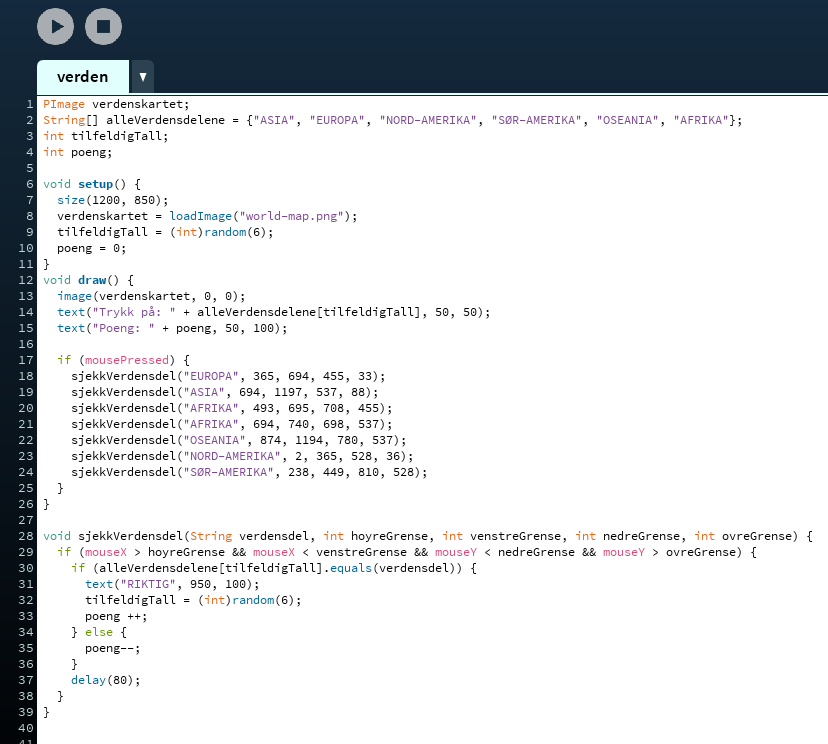 verden ▼
1 PImage verdenskartet;
2 String[] alleVerdensdelene = {"ASIA", "EUROPA", "NORD-AMERIKA", "SØR-AMERIKA", "OSEANIA", "AFRIKA"};
3 int tilfeldigTall;
4 int poeng;
5
6 void setup() {
7   size(1200, 850);
8   verdenskartet = loadImage("world-map.png");
9   tilfeldigTall = (int)random(6);
10   poeng = 0;
11 }
12 void draw() {
13   image(verdenskartet, 0, 0);
14   text("Trykk på: " + alleVerdensdelene[tilfeldigTall], 50, 50);
15   text("Poeng: " + poeng, 50, 100);
16
17   if (mousePressed) {
18     sjekkVerdensdel("EUROPA", 365, 694, 455, 33);
19     sjekkVerdensdel("ASIA", 694, 1197, 537, 88);
20     sjekkVerdensdel("AFRIKA", 493, 695, 708, 455);
21     sjekkVerdensdel("AFRIKA", 694, 740, 698, 537);
22     sjekkVerdensdel("OSEANIA", 874, 1194, 780, 537);
23     sjekkVerdensdel("NORD-AMERIKA", 2, 365, 528, 36);
24     sjekkVerdensdel("SØR-AMERIKA", 238, 449, 810, 528);
25   }
26 }
27
28 void sjekkVerdensdel(String verdensdel, int hoyreGrense, int venstreGrense, int nedreGrense, int ovreGrense) {
29   if (mouseX > hoyreGrense && mouseX < venstreGrense && mouseY < nedreGrense && mouseY > ovreGrense) {
30     if (alleVerdensdelene[tilfeldigTall].equals(verdensdel)) {
31       text("RIKTIG", 950, 100);
32       tilfeldigTall = (int)random(6);
33       poeng ++;
34     } else {
35       poeng--;
36     }
37     delay(80);
38   }
39 }
40
41